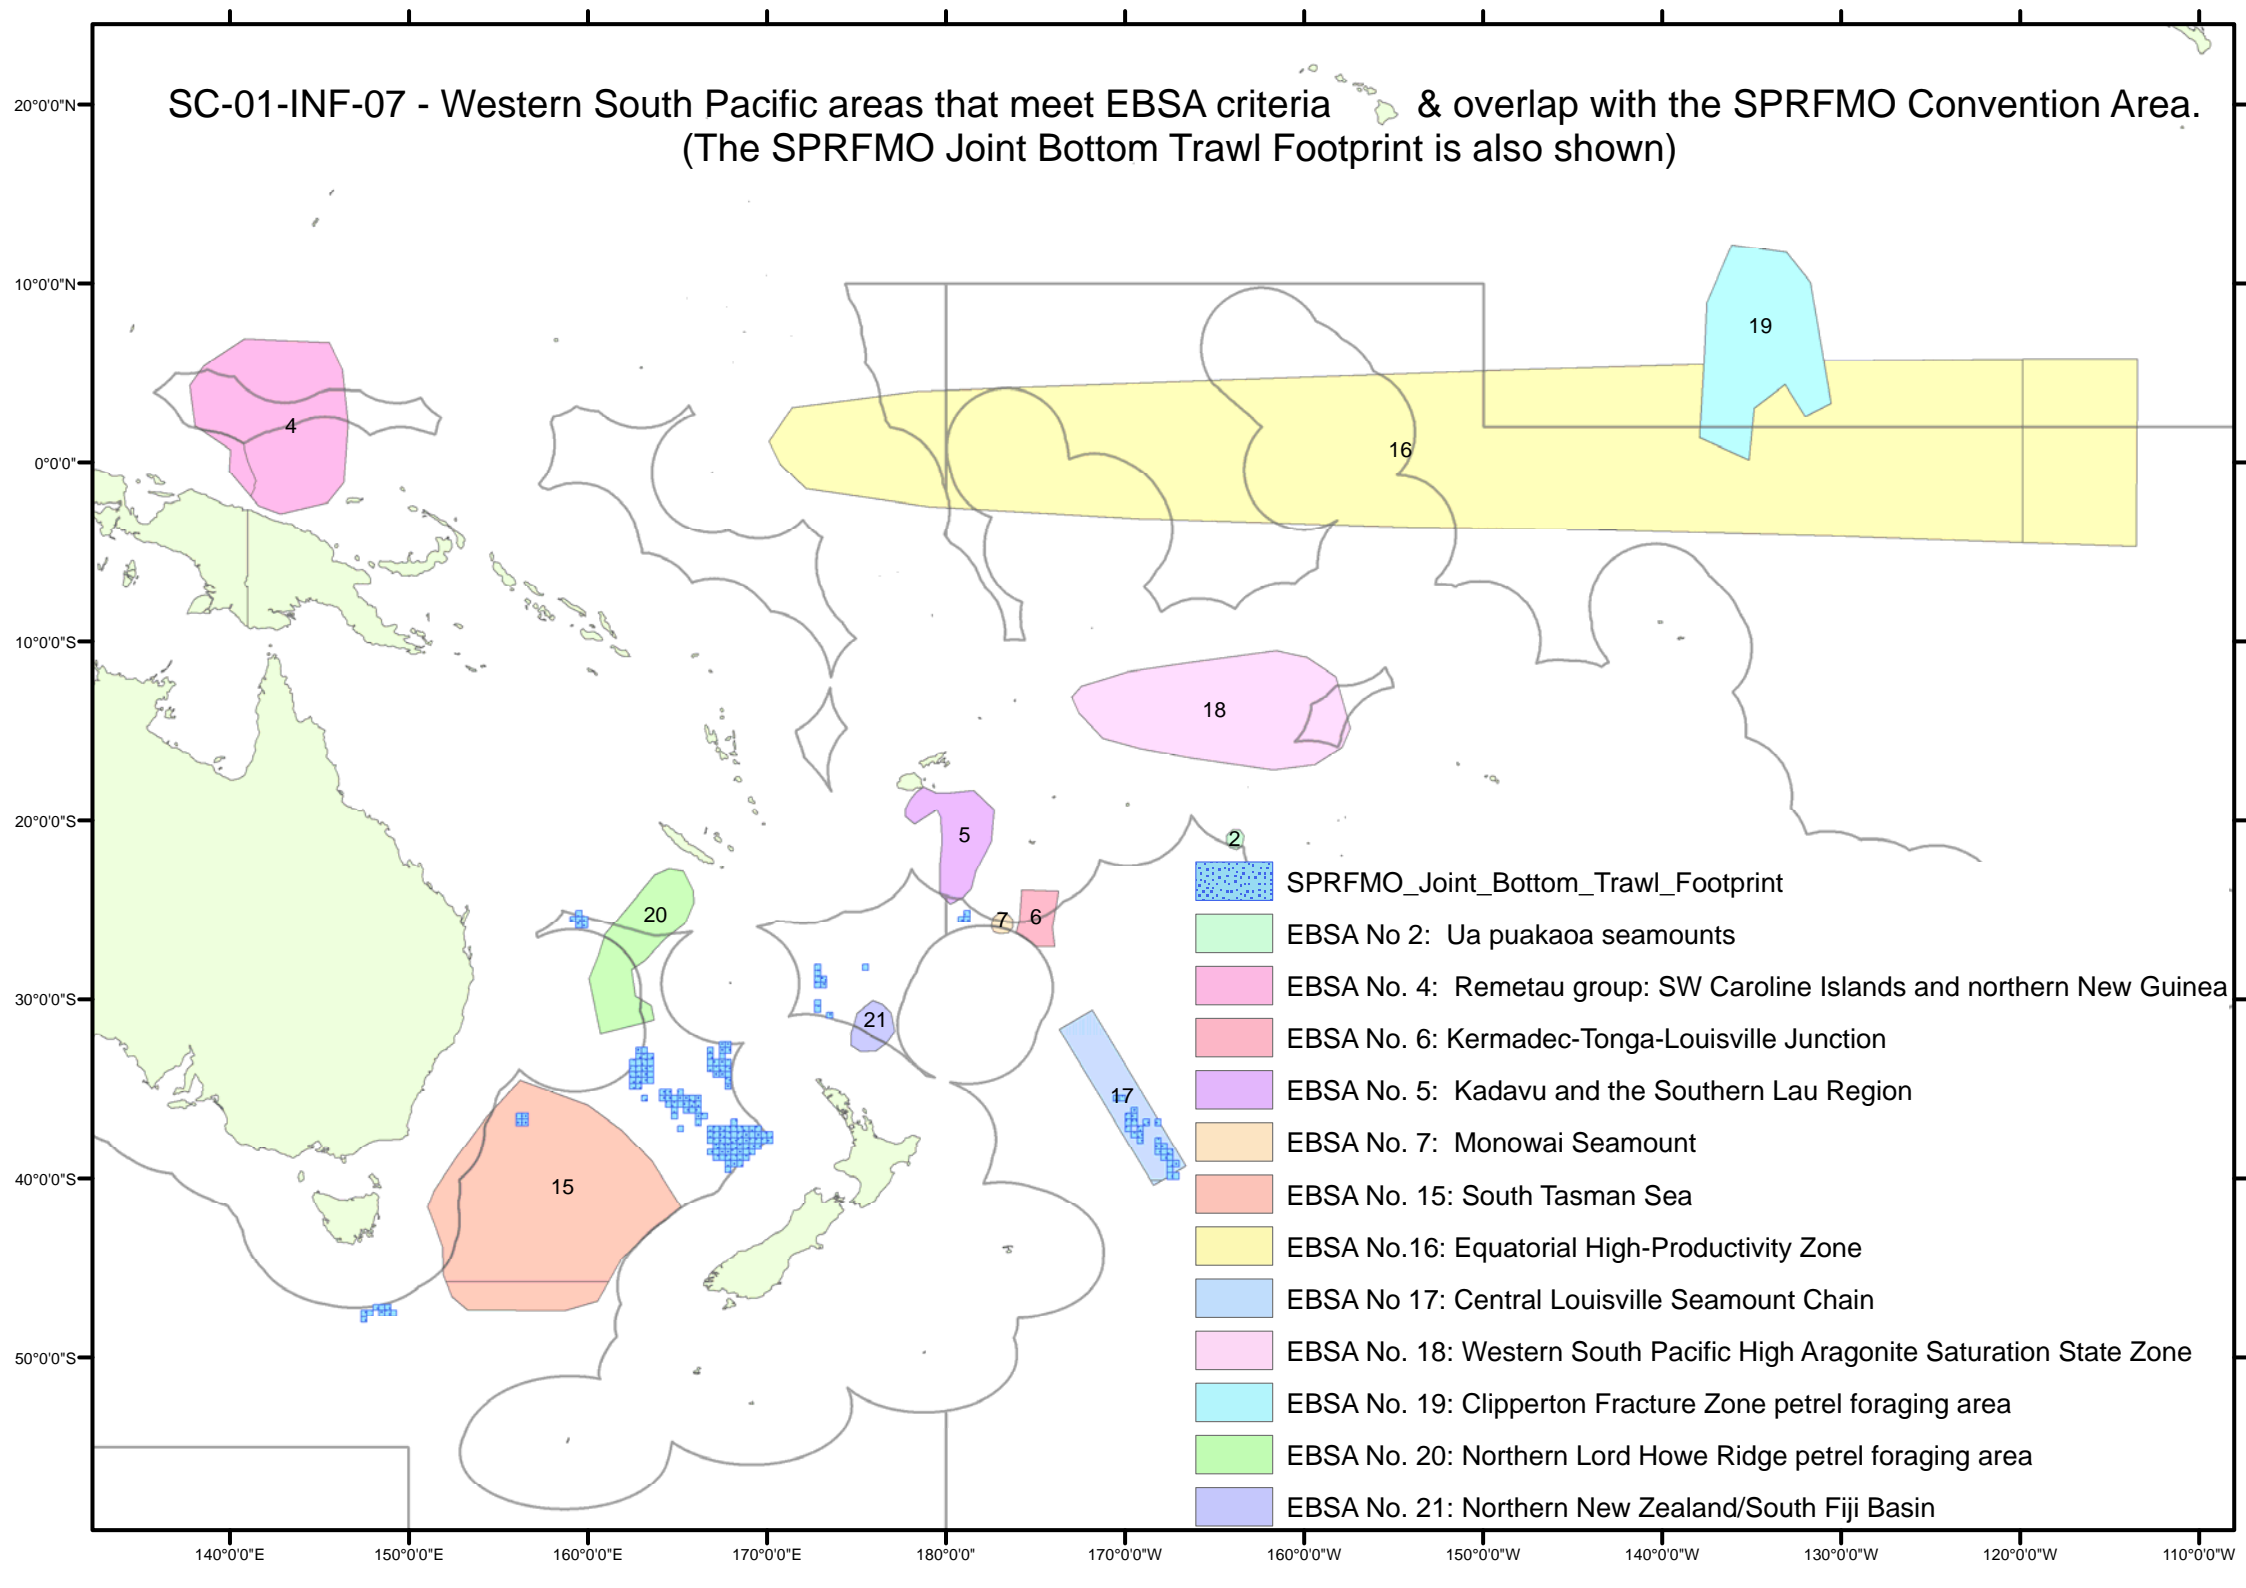 SC-01-INF-07 - Western South Pacific areas that meet EBSA criteria & overlap with the SPRFMO Convention Area.
(The SPRFMO Joint Bottom Trawl Footprint is also shown)
20°0'0"N
10°0'0"N
0°0'0"
10°0'0"S
20°0'0"S
30°0'0"S
40°0'0"S
50°0'0"S
19
4
16
18
5
2
20
7
6
21
17
15
SPRFMO_Joint_Bottom_Trawl_Footprint
EBSA No 2: Ua puakaoa seamounts
EBSA No. 4: Remetau group: SW Caroline Islands and northern New Guinea
EBSA No. 6: Kermadec-Tonga-Louisville Junction
EBSA No. 5: Kadavu and the Southern Lau Region
EBSA No. 7: Monowai Seamount
EBSA No. 15: South Tasman Sea
EBSA No.16: Equatorial High-Productivity Zone
EBSA No 17: Central Louisville Seamount Chain
EBSA No. 18: Western South Pacific High Aragonite Saturation State Zone
EBSA No. 19: Clipperton Fracture Zone petrel foraging area
EBSA No. 20: Northern Lord Howe Ridge petrel foraging area
EBSA No. 21: Northern New Zealand/South Fiji Basin
140°0'0"E
150°0'0"E
160°0'0"E
170°0'0"E
180°0'0"
170°0'0"W
160°0'0"W
150°0'0"W
140°0'0"W
130°0'0"W
120°0'0"W
110°0'0"W